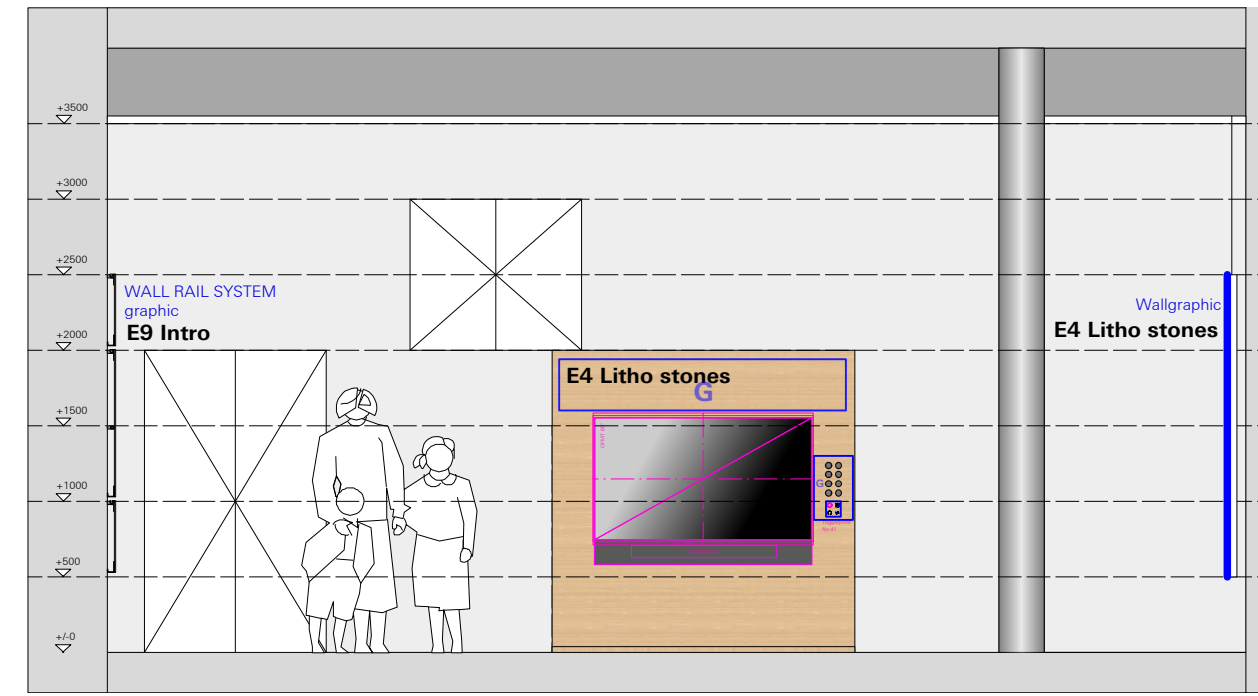 +3500
+3000
+2500
WALL RAIL SYSTEM
graphic
E9 Intro
Wallgraphic
E4 Litho stones
+2000
E4 Litho stones
G
+1500
+1000
G
+500
+/-0